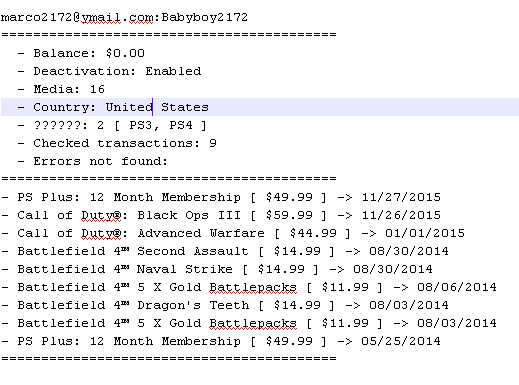 marco2172@ymail.com:Babyboy2172
=====================================
- Balance: $0.00
- Deactivation: Enabled
- Media: 16
- Country: United States
- ??????: 2 [ PS3, PS4 ]
- Checked transactions: 9
- Errors not found:
=====================================
- PS Plus: 12 Month Membership [ $49.99 ] -> 11/27/2015
- Call of Duty®: Black Ops III [ $59.99 ] -> 11/26/2015
- Call of Duty®: Advanced Warfare [ $44.99 ] -> 01/01/2015
- Battlefield 4™ Second Assault [ $14.99 ] -> 08/30/2014
- Battlefield 4™ Naval Strike [ $14.99 ] -> 08/30/2014
- Battlefield 4™ 5 X Gold Battlepacks [ $11.99 ] -> 08/06/2014
- Battlefield 4™ Dragon's Teeth [ $14.99 ] -> 08/03/2014
- Battlefield 4™ 5 X Gold Battlepacks [ $11.99 ] -> 08/03/2014
- PS Plus: 12 Month Membership [ $49.99 ] -> 05/25/2014
=====================================